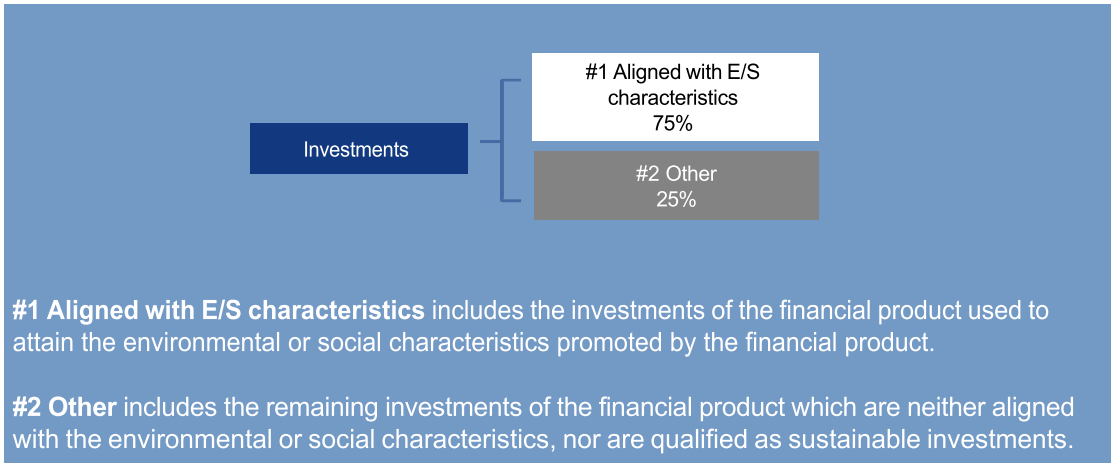 #1 Aligned with E/S
characteristics
75%
Investments
#2 Other
25%
#1 Aligned with E/S characteristics includes the investments of the financial product used to
attain the environmental or social characteristics promoted by the financial product.
#2 Other includes the remaining investments of the financial product which are neither aligned
with the environmental or social characteristics, nor are qualified as sustainable investments.